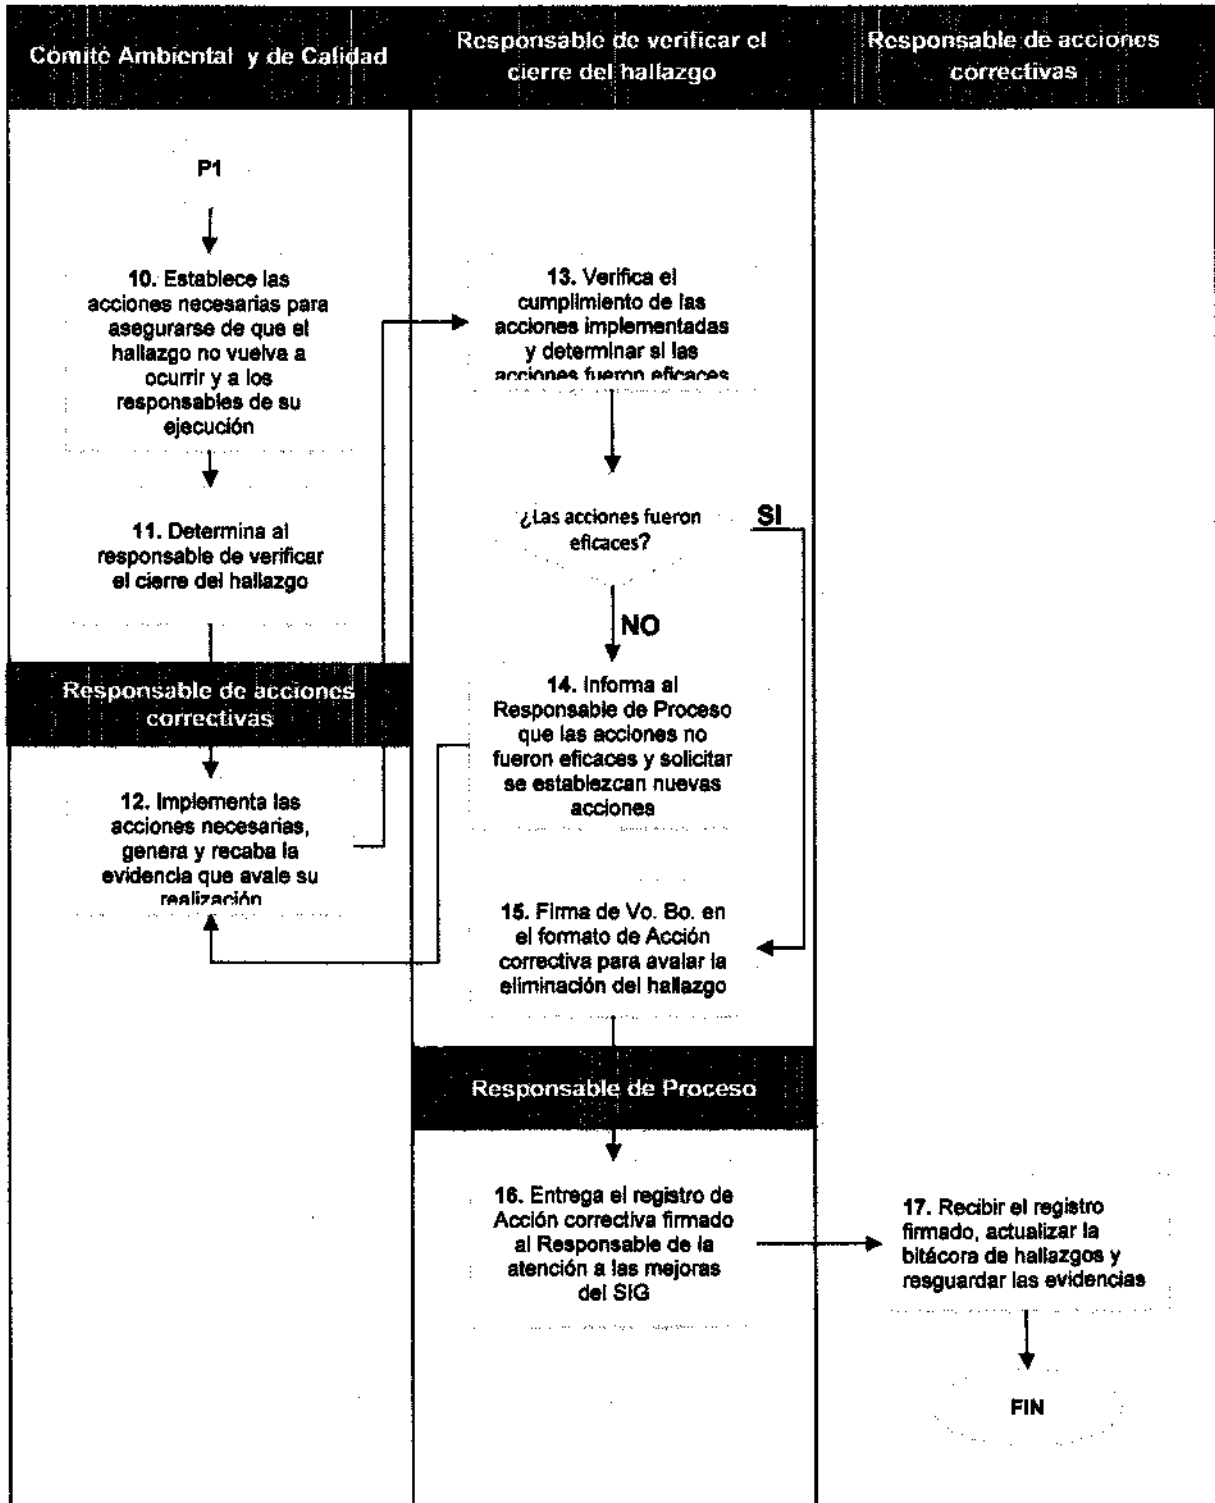 Comité Ambiental y de Calidad
Responsable de verificar el
cierre del hallazgo
Responsable de acciones
correctivas
P1
10. Establece las
acciones necesarias para
asegurarse de que el
hallazgo no vuelva a
ocurrir y a los
responsables de su
ejecución
11. Determina al
responsable de verificar
el cierre del hallazgo
Responsable de acciones
correctivas
12. Implementa las
acciones necesarias,
genera y recaba la
evidencia que avale su
realización
13. Verifica el
cumplimiento de las
acciones implementadas
y determinar si las
acciones fueron eficaces
¿Las acciones fueron
eficaces?
SI
NO
14. Informa al
Responsable de Proceso
que las acciones no
fueron eficaces y solicitar
se establezcan nuevas
acciones
15. Firma de Vo. Bo. en
el formato de Acción
correctiva para avalar la
eliminación del hallazgo
Responsable de Proceso
16. Entrega el registro de
Acción correctiva firmado
al Responsable de la
atención a las mejoras
del SIG
17. Recibir el registro
firmado, actualizar la
bitácora de hallazgos y
resguardar las evidencias
FIN